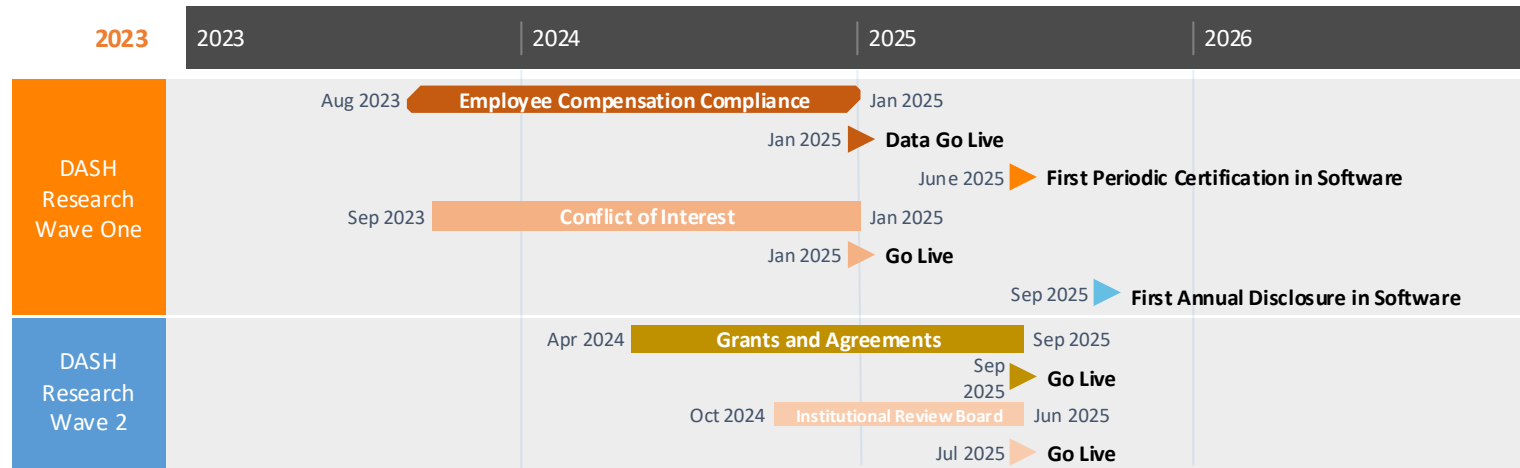 2023 2023 2024 2025 2026
DASH
Research
Wave One
Aug 2023 Employee Compensation Compliance Jan 2025
Jan 2025 Data Go Live
June 2025 First Periodic Certification in Software
Sep 2023 Conflict of Interest Jan 2025
Jan 2025 Go Live
Sep 2025 First Annual Disclosure in Software
DASH
Research
Wave 2
Apr 2024 Grants and Agreements Sep 2025
Sep
2025 Go Live
Oct 2024 Institutional Review Board Jun 2025
Jul 2025 Go Live